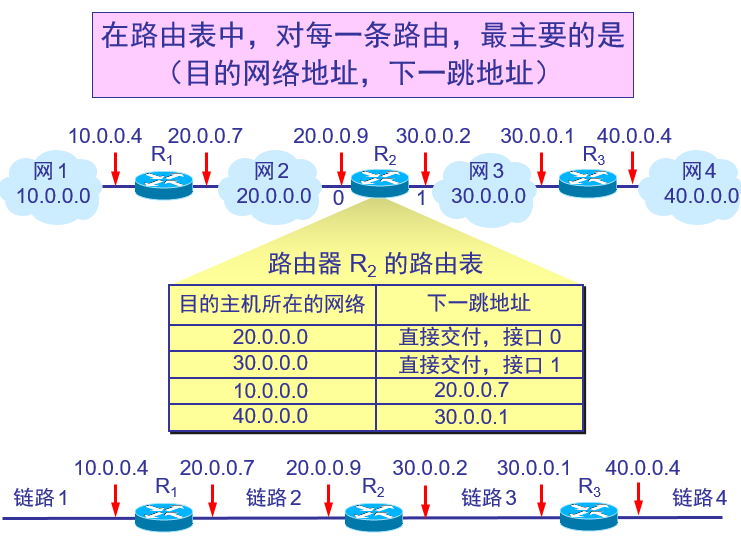 在路由表中，对每一条路由，最主要的是
（目的网络地址，下一跳地址）
10.0.0.4 20.0.0.7 20.0.0.9 30.0.0.2 30.0.0.1 40.0.0.4
R1 R2 R3
网1 网2 网3 网4
10.0.0.0 20.0.0.0 0 1 30.0.0.0 40.0.0.0
路由器 R2 的路由表
目的主机所在的网络 下一跳地址
20.0.0.0 直接交付，接口 0
30.0.0.0 直接交付，接口 1
10.0.0.0 20.0.0.7
40.0.0.0 30.0.0.1
10.0.0.4 20.0.0.7 20.0.0.9 30.0.0.2 30.0.0.1 40.0.0.4
链路1 R1 链路2 R2 链路3 R3 链路4